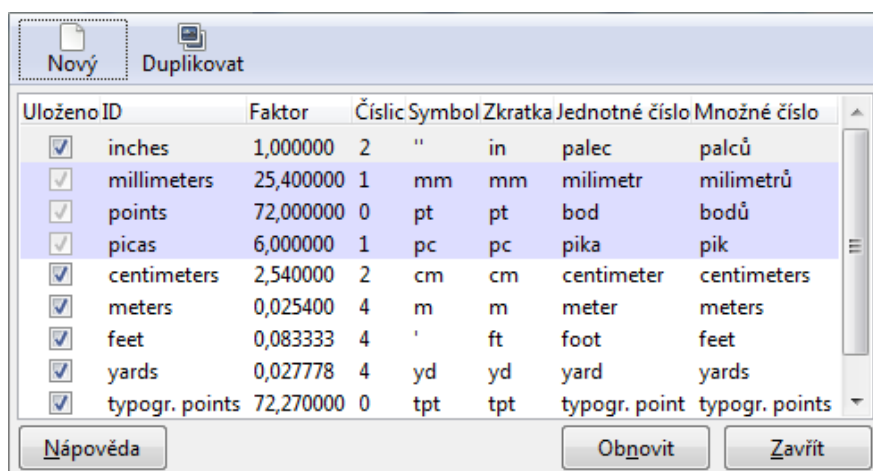 Nový Duplikovat
Uloženo ID Faktor Číslic Symbol Zkratka Jednotné číslo Množné číslo
inches 1,000000 2 " in palec palců
millimeters 25,400000 1 mm mm milimetr milimetrů
points 72,000000 0 pt pt bod bodů
picas 6,000000 1 pc pc pika pik
centimeters 2,540000 2 cm cm centimeter centimeters
meters 0,025400 4 m m meter meters
feet 0,083333 4 ' ft foot feet
yards 0,027778 4 yd yd yard yards
typogr. points 72,270000 0 tpt tpt typogr. point typogr. points
Nápověda Obnovit Zavřít